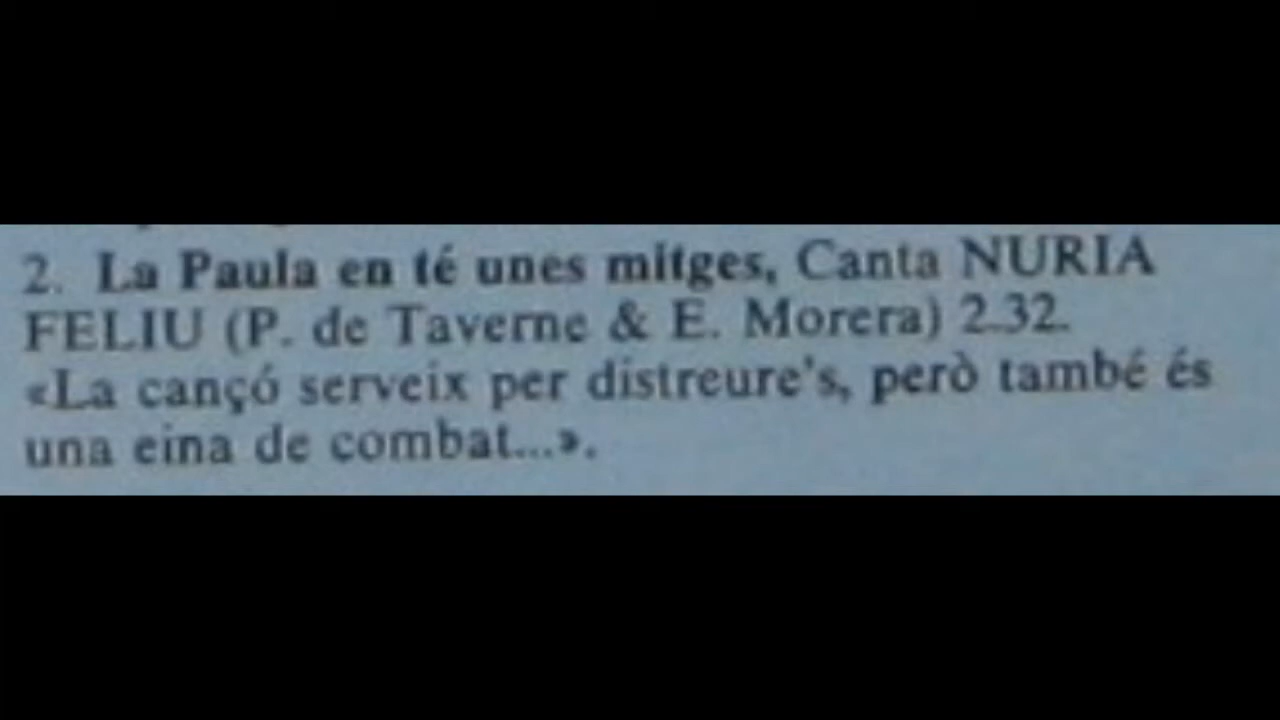 2. La Paula en té unes mitges, Canta NURIA
FELIU (P. de Taverne & E. Morera) 2.32.
«La cançó serveix per distreure's, però també és
una eina de combat...».